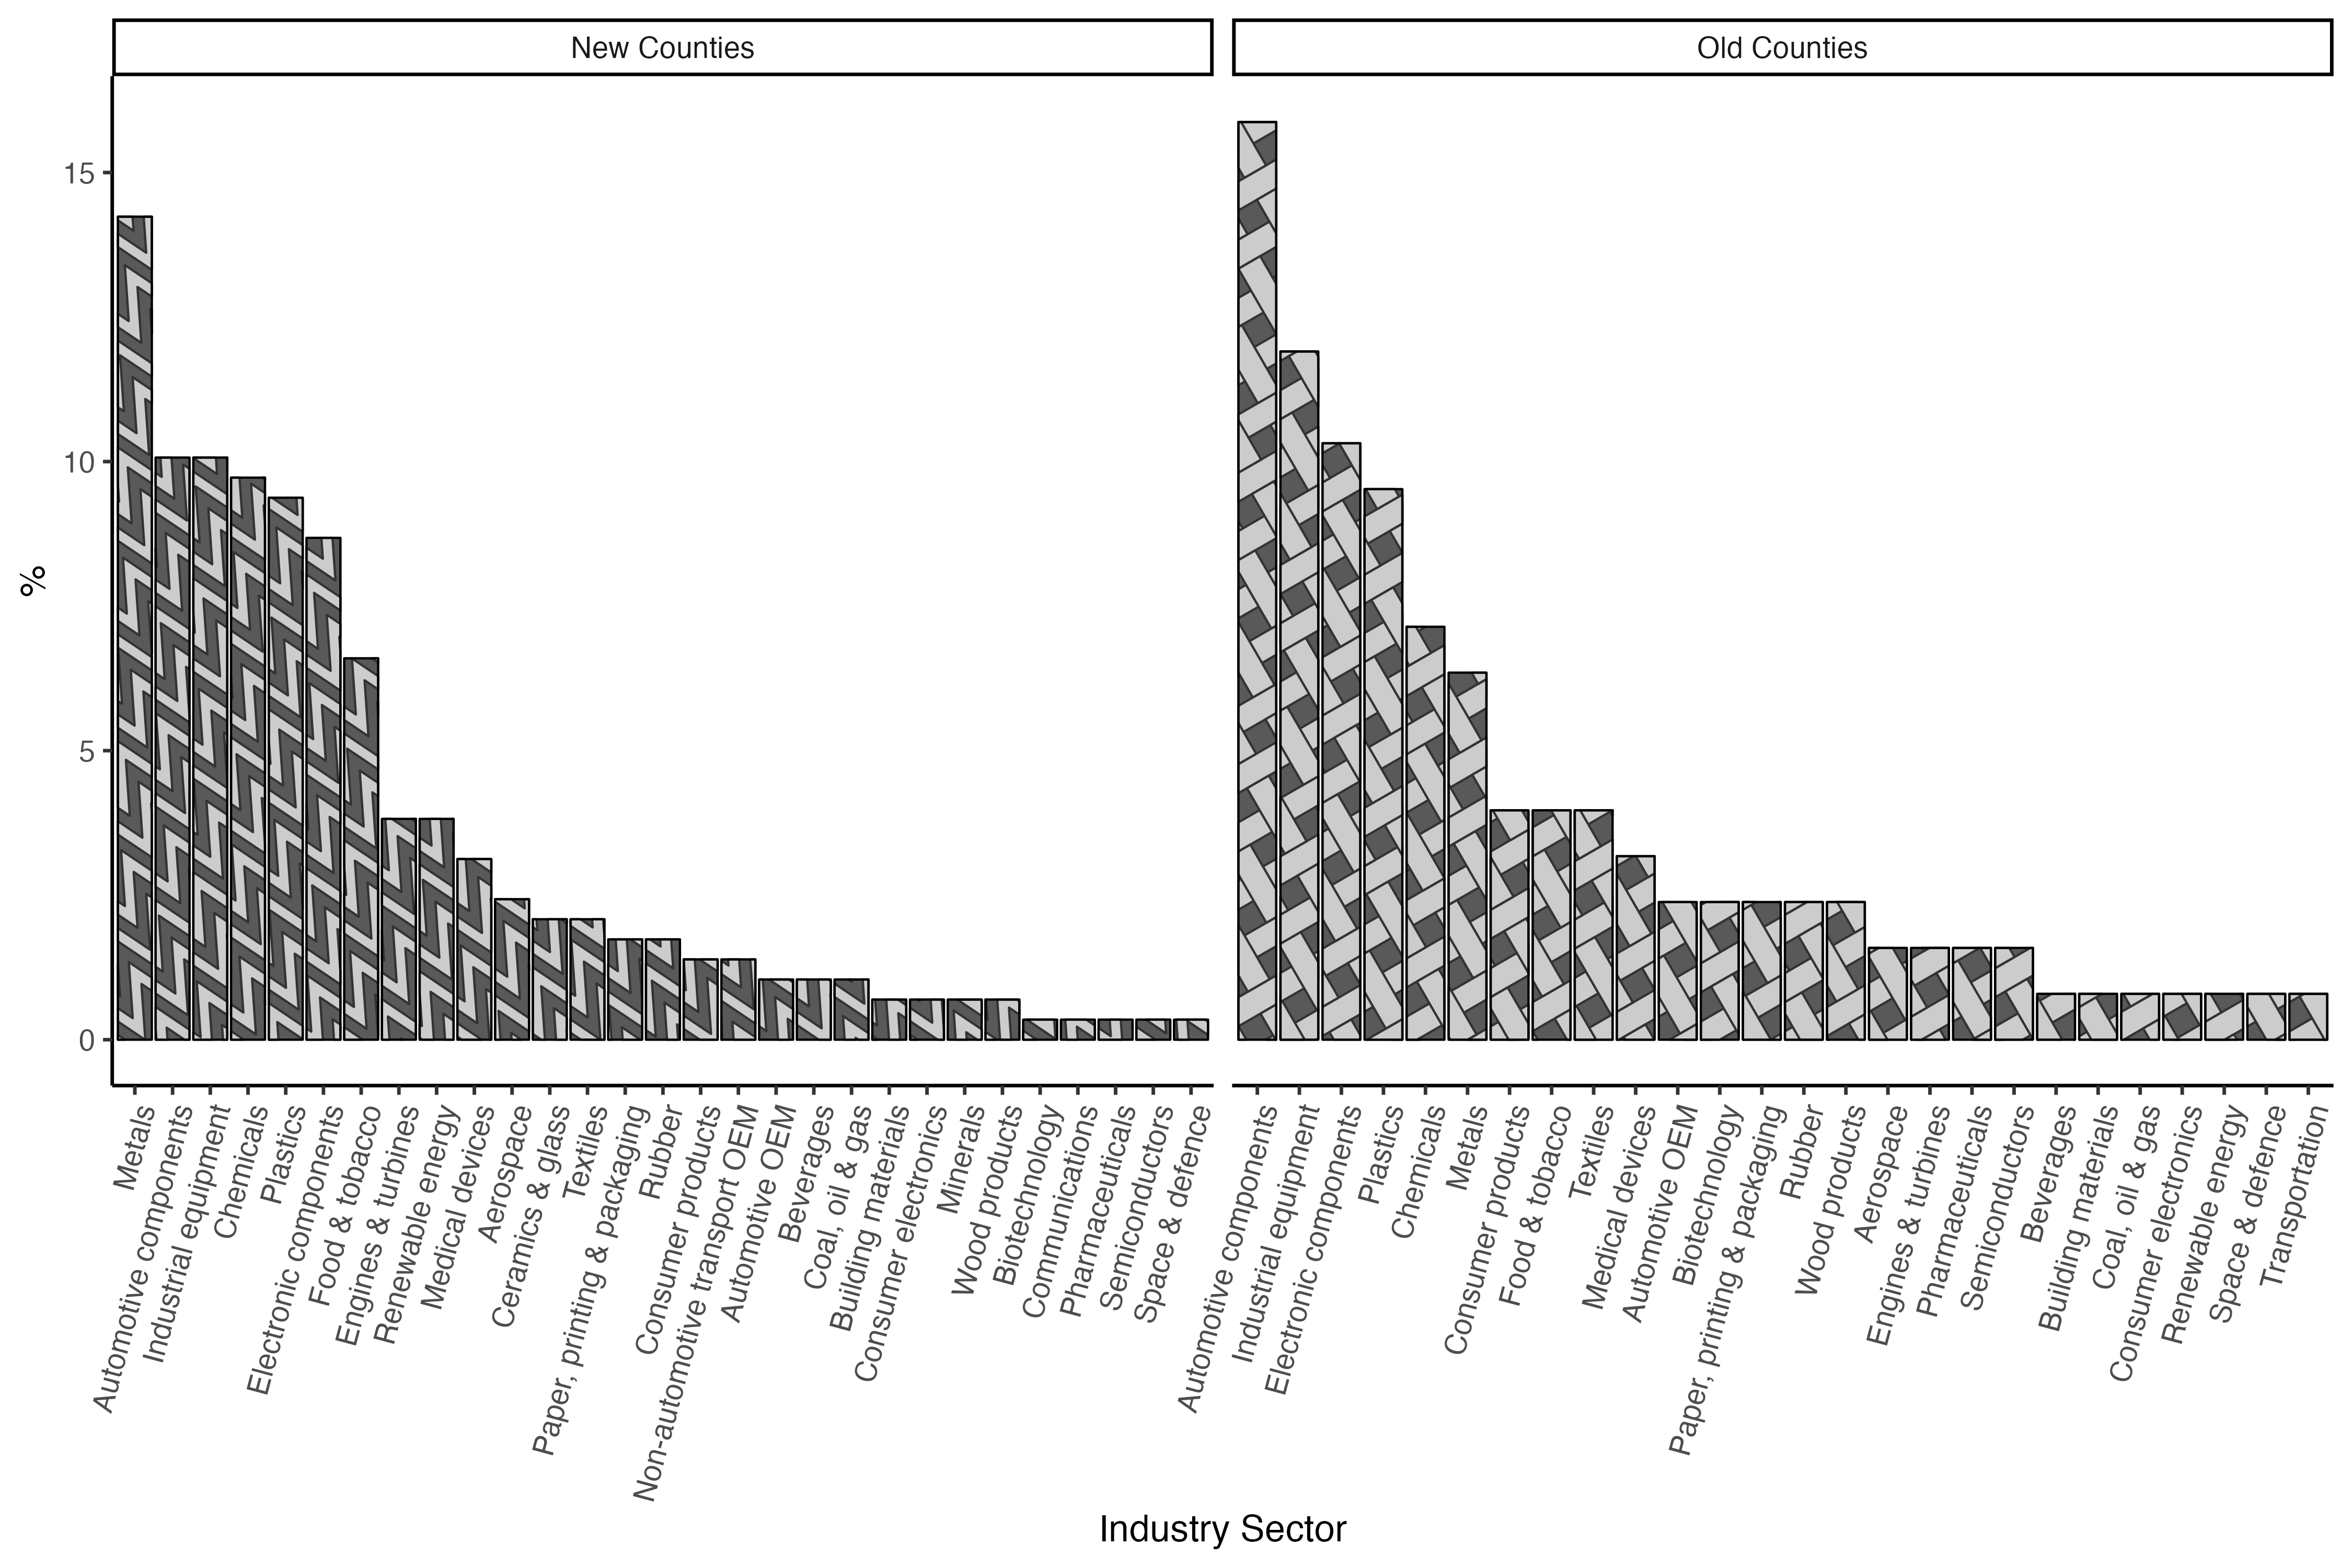 New Counties
Old Counties
%
15
10
5
0
Metals
Automotive components
Industrial equipment
Chemicals
Plastics
Electronic components
Food & tobacco
Engines & turbines
Renewable energy
Medical devices
Aerospace
Ceramics & glass
Textiles
Paper, printing & packaging
Rubber
Consumer products
Non-automotive transport OEM
Automotive OEM
Beverages
Coal, oil & gas
Building materials
Consumer electronics
Minerals
Wood products
Biotechnology
Communications
Pharmaceuticals
Semiconductors
Space & defence
Automotive components
Industrial equipment
Electronic components
Plastics
Chemicals
Metals
Consumer products
Food & tobacco
Textiles
Medical devices
Automotive OEM
Biotechnology
Paper, printing & packaging
Rubber
Wood products
Aerospace
Engines & turbines
Pharmaceuticals
Semiconductors
Beverages
Building materials
Coal, oil & gas
Consumer electronics
Renewable energy
Space & defence
Transportation
Industry Sector